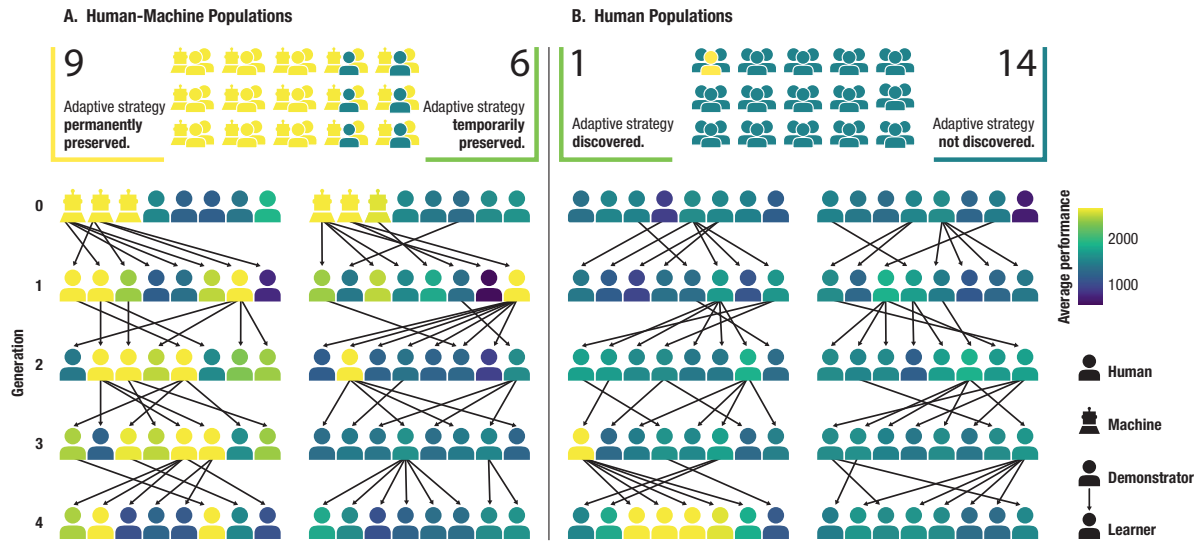 A. Human-Machine Populations
B. Human Populations
9
Adaptive strategy
permanently
preserved.
6
Adaptive strategy
temporarily
preserved.
1
Adaptive strategy
discovered.
14
Adaptive strategy
not discovered.
Generation
0
1
2
3
4
Average performance
2000
1000
Human
Machine
Demonstrator
Learner